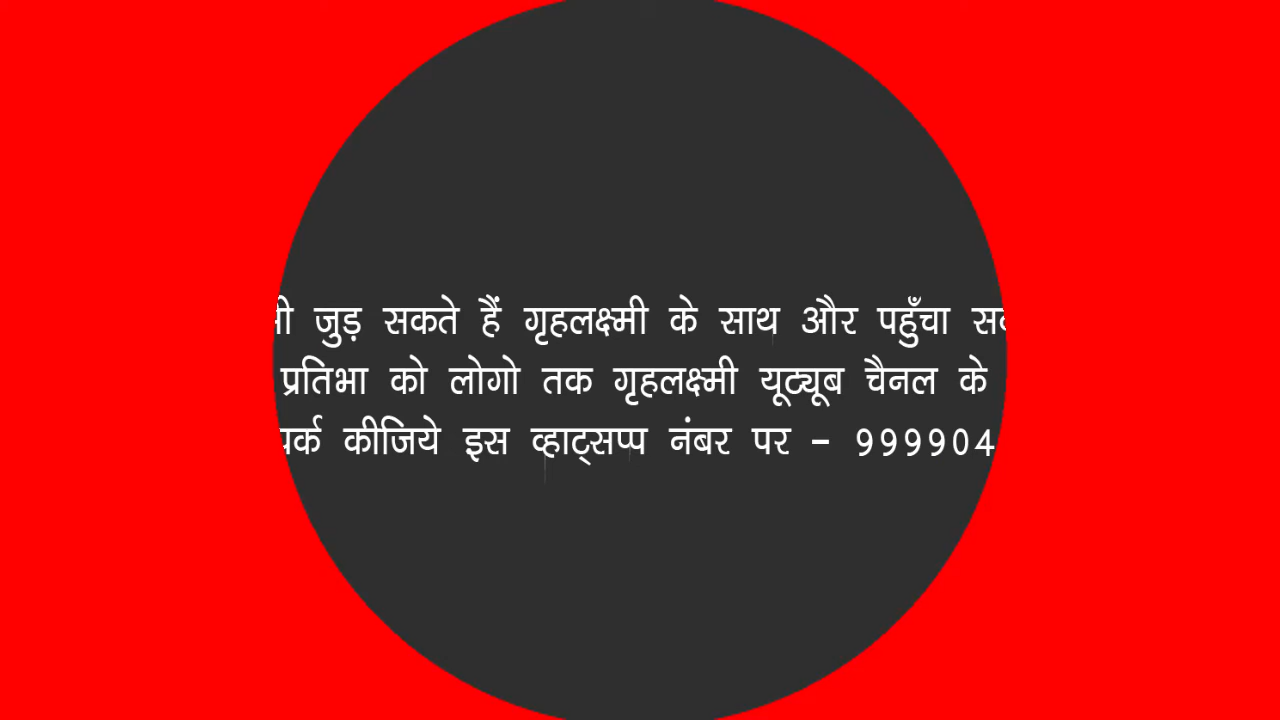 जुड़ सकते हैं गृहलक्ष्मी के साथ और पहुँचा
प्रतिभा को लोगो तक गृहलक्ष्मी यूट्यूब चैनल के
कीजिये इस व्हाट्सप्प नंबर पर - 999904